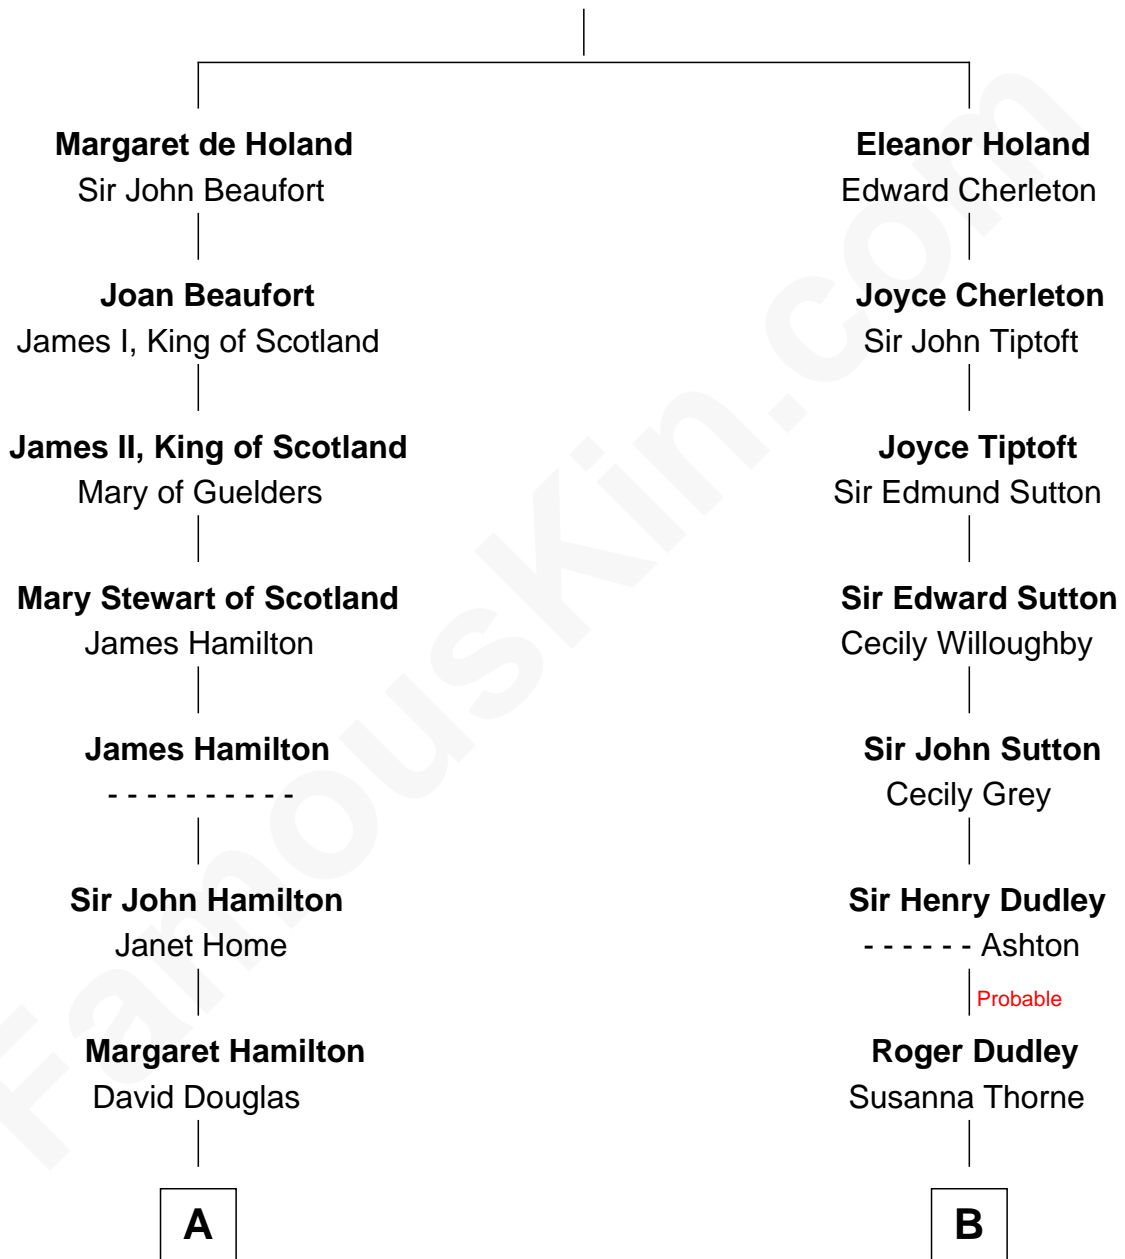 Margaret de Holand
Sir John Beaufort
Eleanor Holand
Edward Cherleton
Joan Beaufort
James I, King of Scotland
Joyce Cherleton
Sir John Tiptoft
James II, King of Scotland
Mary of Guelders
Joyce Tiptoft
Sir Edmund Sutton
Mary Stewart of Scotland
James Hamilton
Sir Edward Sutton
Cecily Willoughby
James Hamilton
- - - - - - - - - -
Sir John Sutton
Cecily Grey
Sir John Hamilton
Janet Home
Sir Henry Dudley
- - - - - - Ashton
Probable
Margaret Hamilton
David Douglas
Roger Dudley
Susanna Thorne
A
B
FamousKin.com